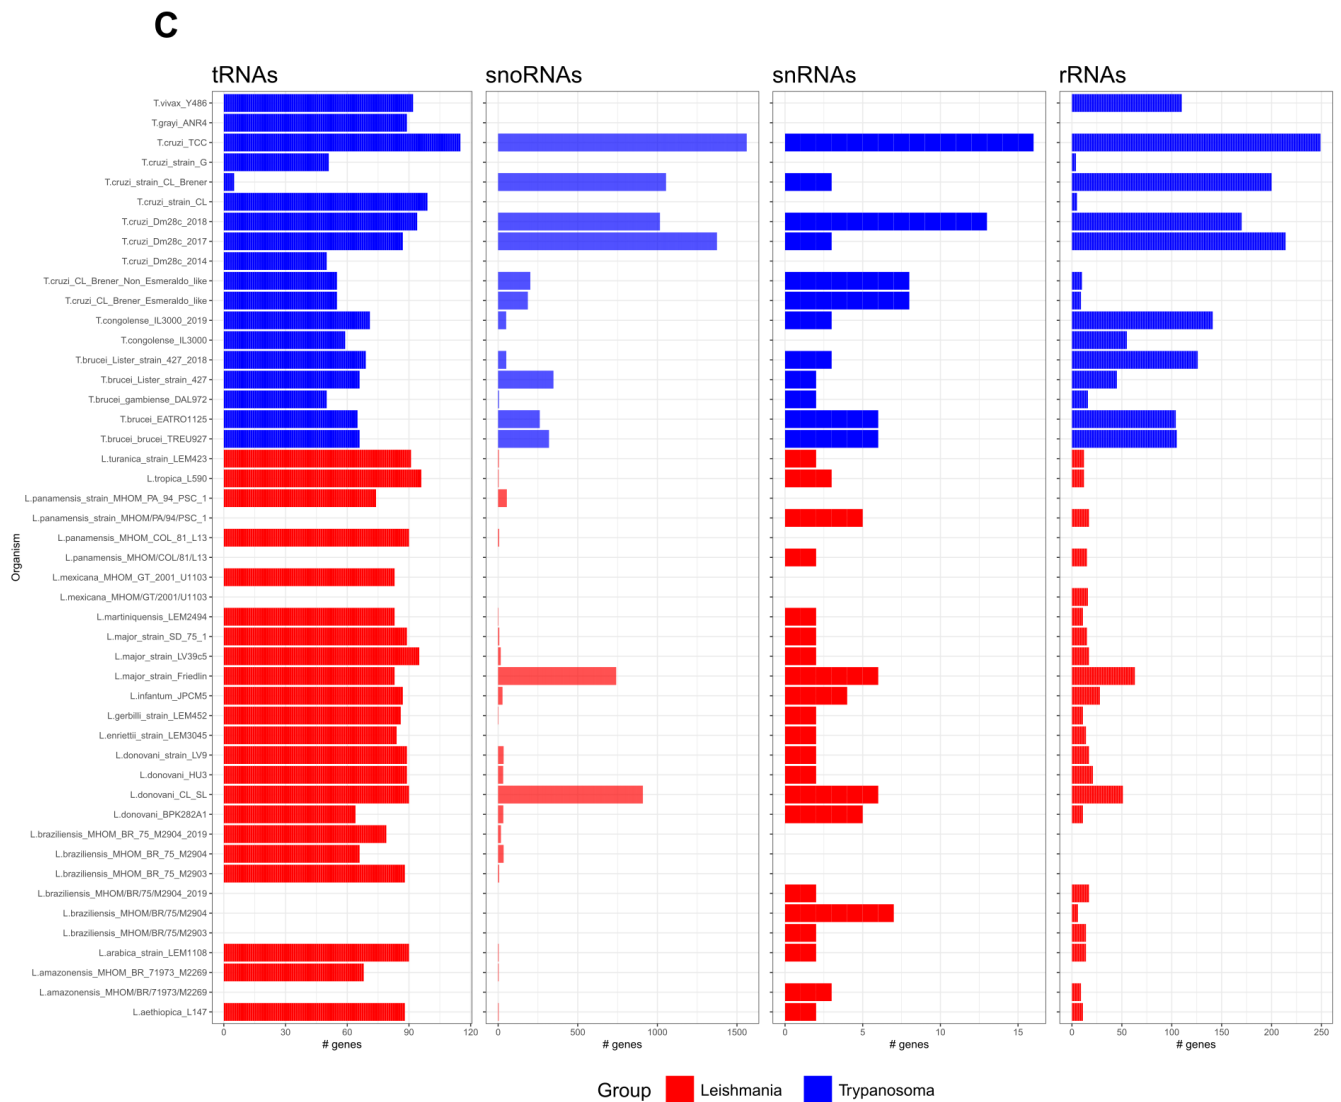 C
tRNAs snoRNAs snRNAs rRNAs
T.vivax_Y486
T.grayi_ANR4
T.cruzi_TCC
T.cruzi_strain_G
T.cruzi_strain_CL_Brener
T.cruzi_strain_CL
T.cruzi_Dm28c_2018
T.cruzi_Dm28c_2017
T.cruzi_Dm28c_2014
T.cruzi_CL_Brener_Non_Esmeraldo_like
T.cruzi_CL_Brener_Esmeraldo_like
T.congolense_IL3000_2019
T.congolense_IL3000
T.brucei_Lister_strain_427_2018
T.brucei_Lister_strain_427
T.brucei_gambiense_DAL972
T.brucei_EATRO1125
T.brucei_brucei_TREU927
L.turanica_strain_LEM423
L.tropica_L590
L.panamensis_strain_MHOM_PA_94_PSC_1
L.panamensis_strain_MHOM/PA/94/PSC_1
L.panamensis_MHOM_COL_81_L13
L.panamensis_MHOM/COL/81/L13
L.mexicana_MHOM_GT_2001_U1103
L.mexicana_MHOM/GT/2001/U1103
L.martiniquensis_LEM2494
L.major_strain_SD_75_1
L.major_strain_LV39c5
L.major_strain_Friedlin
L.infantum_JPCM5
L.gerbilli_strain_LEM452
L.enriettii_strain_LEM3045
L.donovani_strain_LV9
L.donovani_HU3
L.donovani_CL_SL
L.donovani_BPK282A1
L.braziliensis_MHOM_BR_75_M2904_2019
L.braziliensis_MHOM_BR_75_M2904
L.braziliensis_MHOM_BR_75_M2903
L.braziliensis_MHOM/BR/75/M2904_2019
L.braziliensis_MHOM/BR/75/M2904
L.braziliensis_MHOM/BR/75/M2903
L.arabica_strain_LEM1108
L.amazonensis_MHOM_BR_71973_M2269
L.amazonensis_MHOM/BR/71973/M2269
L.aethiopica_L147
Organism
0 30 60 90 120 0 500 1000 1500 0 5 10 15 0 50 100 150 200 250
# genes # genes # genes # genes
Group Leishmania Trypanosoma